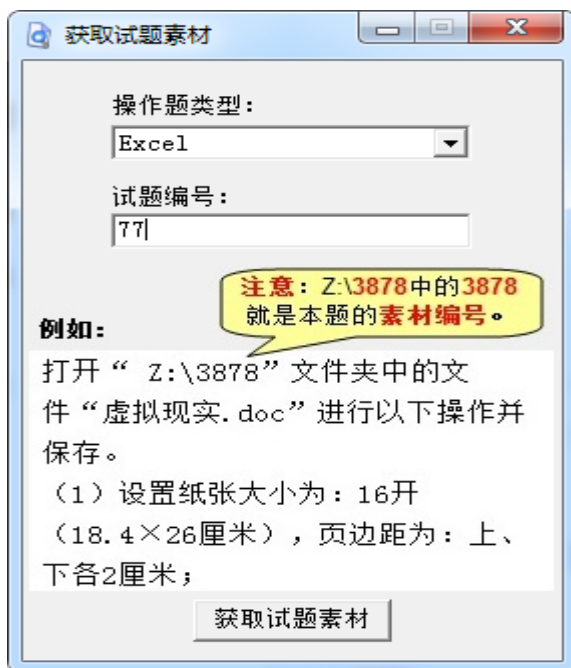 获取试题素材
操作题类型：
Excel
试题编号：
77
注意：Z:\3878中的3878
就是本题的素材编号。
例如：
打开“ Z:\3878”文件夹中的文
件“虚拟现实.doc”进行以下操作并
保存。
（1）设置纸张大小为：16开
（18.4×26厘米），页边距为：上、
下各2厘米；
获取试题素材